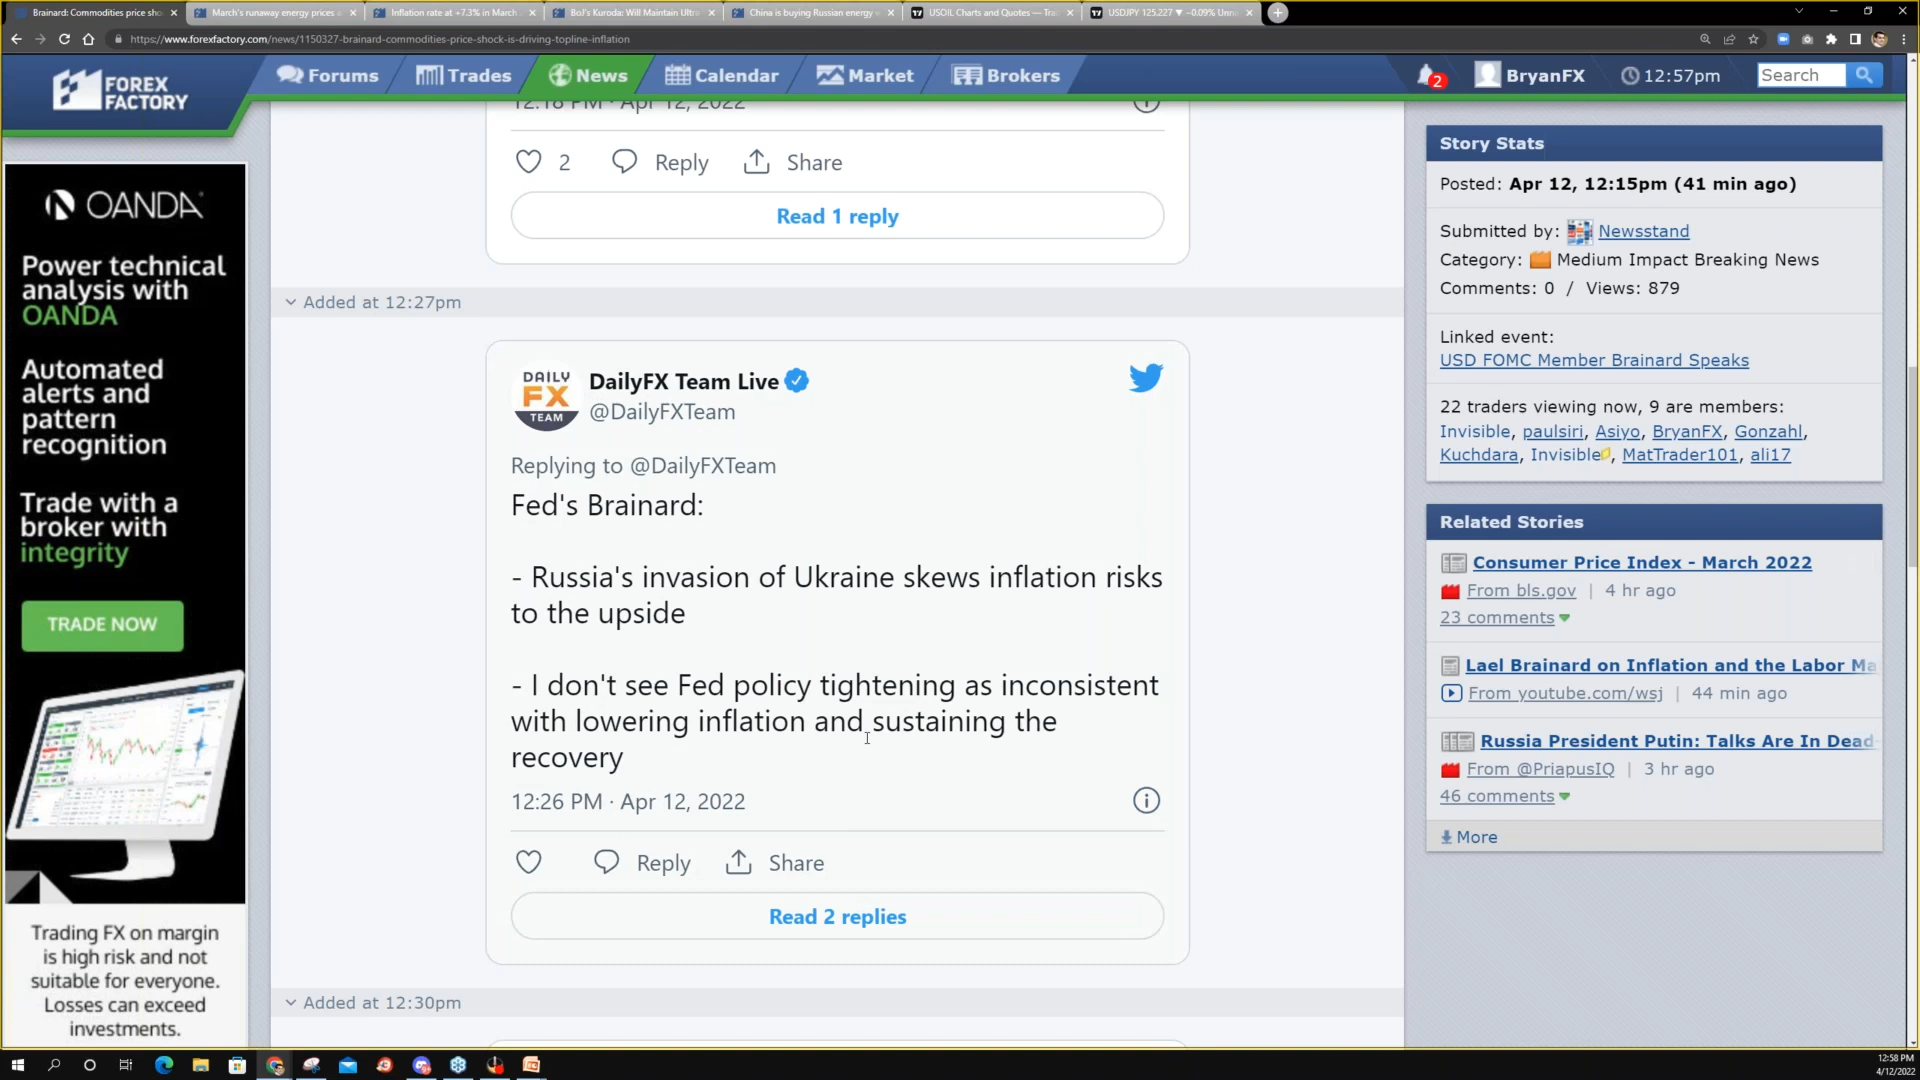 Brainard: Commodities price sho
March's runaway energy prices a
Inflation rate at +7.3% in March
BoJ's Kuroda: Will Maintain Ultra
China is buying Russian energy
USOIL Charts and Quotes — Tra
USDJPY 125.227 ▼ −0.09% Unn
https://www.forexfactory.com/news/1150327-brainard-commodities-price-shock-is-driving-topline-inflation
FOREX
FACTORY
Forums
Trades
News
Calendar
Market
Brokers
2
BryanFX
12:57pm
Search
OANDA
Power technical
analysis with
OANDA
Automated
alerts and
pattern
recognition
Trade with a
broker with
integrity
TRADE NOW
Trading FX on margin
is high risk and not
suitable for everyone.
Losses can exceed
investments.
12:18 PM · Apr 12, 2022
2 Reply Share
Read 1 reply
Added at 12:27pm
DAILY
FX
TEAM
DailyFX Team Live
@DailyFXTeam
Replying to @DailyFXTeam
Fed's Brainard:
- Russia's invasion of Ukraine skews inflation risks
to the upside
- I don't see Fed policy tightening as inconsistent
with lowering inflation and sustaining the
recovery
12:26 PM · Apr 12, 2022
Reply Share
Read 2 replies
Added at 12:30pm
Story Stats
Posted: Apr 12, 12:15pm (41 min ago)
Submitted by: Newsstand
Category: Medium Impact Breaking News
Comments: 0 / Views: 879
Linked event:
USD FOMC Member Brainard Speaks
22 traders viewing now, 9 are members:
Invisible, paulsiri, Asiyo, BryanFX, Gonzahl,
Kuchdara, Invisible, MatTrader101, ali17
Related Stories
Consumer Price Index - March 2022
From bls.gov | 4 hr ago
23 comments
Lael Brainard on Inflation and the Labor Ma
From youtube.com/wsj | 44 min ago
Russia President Putin: Talks Are In Dead-
From @PriapusIQ | 3 hr ago
46 comments
More
12:58 PM
4/12/2022